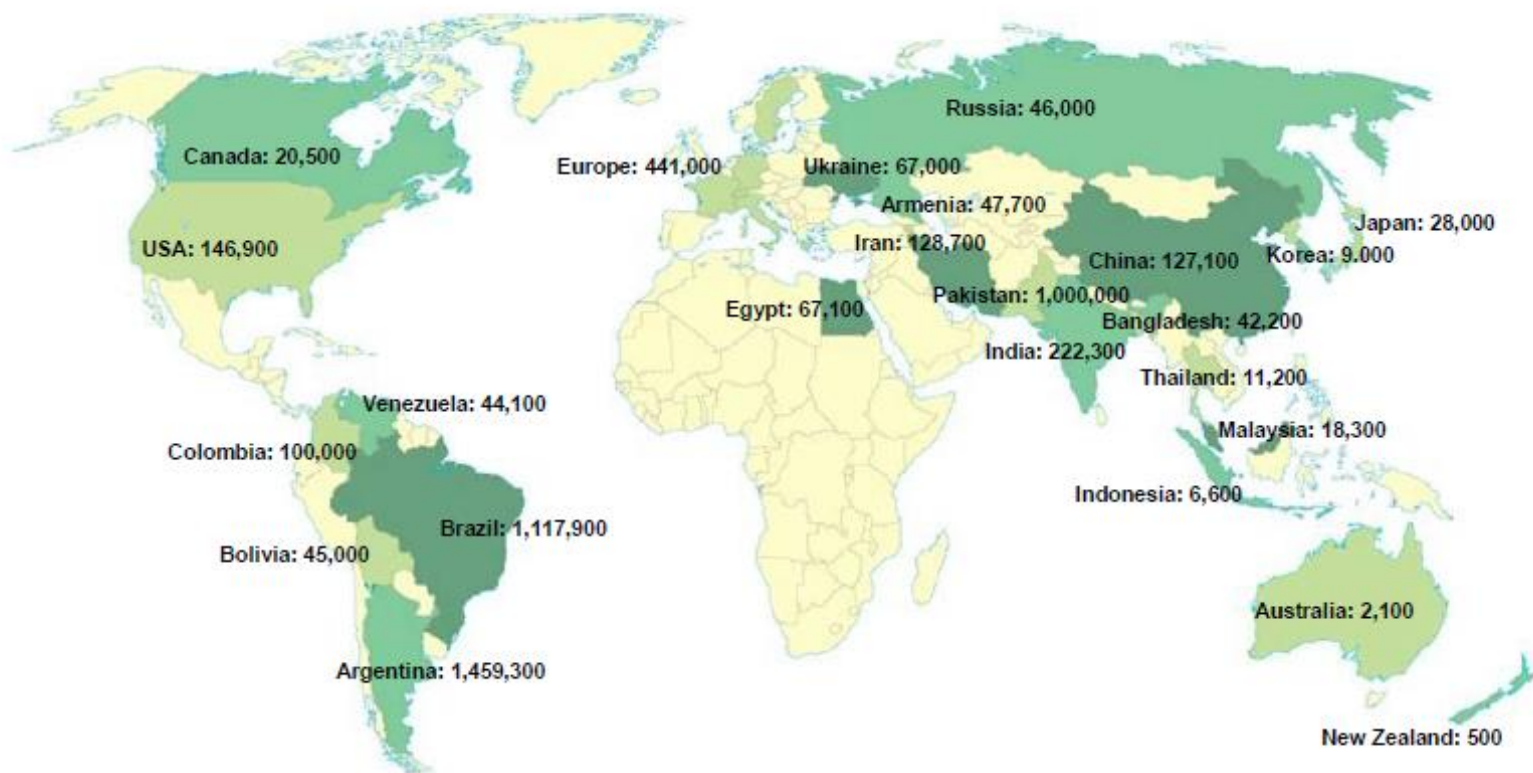 Russia: 46,000
Canada: 20,500
Europe: 441,000
Ukraine: 67,000
Armenia: 47,700
Japan: 28,000
USA: 146,900
Iran: 128,700
Korea: 9.000
China: 127,100
Pakistan: 1,000,000
Egypt: 67,100
Bangladesh: 42,200
India: 222,300
Thailand: 11,200
Venezuela: 44,100
Malaysia: 18,300
Colombia: 100,000
Indonesia: 6,600
Brazil: 1,117,900
Bolivia: 45,000
Australia: 2,100
Argentina: 1,459,300
New Zealand: 500